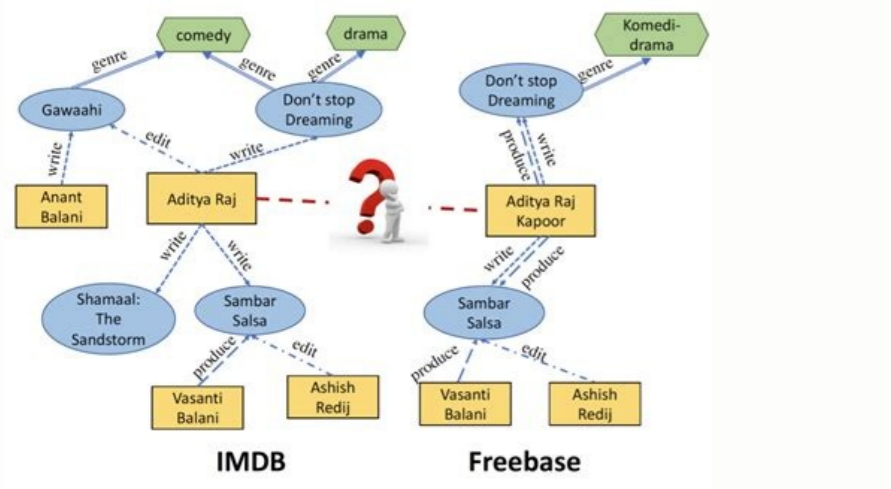 comedy
drama
Komedi-
drama
genre
genre
genre
genre
Gawaahi
Don't stop
Dreaming
Don't stop
Dreaming
write
edit
write
produce
write
Anant
Balani
Aditya Raj
?
Aditya Raj
Kapoor
write
write
write
produce
Shamaal:
The
Sandstorm
Sambar
Salsa
Sambar
Salsa
produce
edit
produce
edit
Vasanti
Balani
Ashish
Redij
Vasanti
Balani
Ashish
Redij
IMDB
Freebase